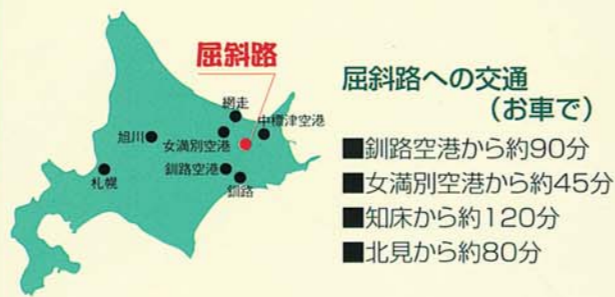 屈斜路
網走
中標津空港
旭川
女満別空港
札幌
釧路空港
釧路
屈斜路への交通
(お車で)
■釧路空港から約90分
■女満別空港から約45分
■知床から約120分
■北見から約80分